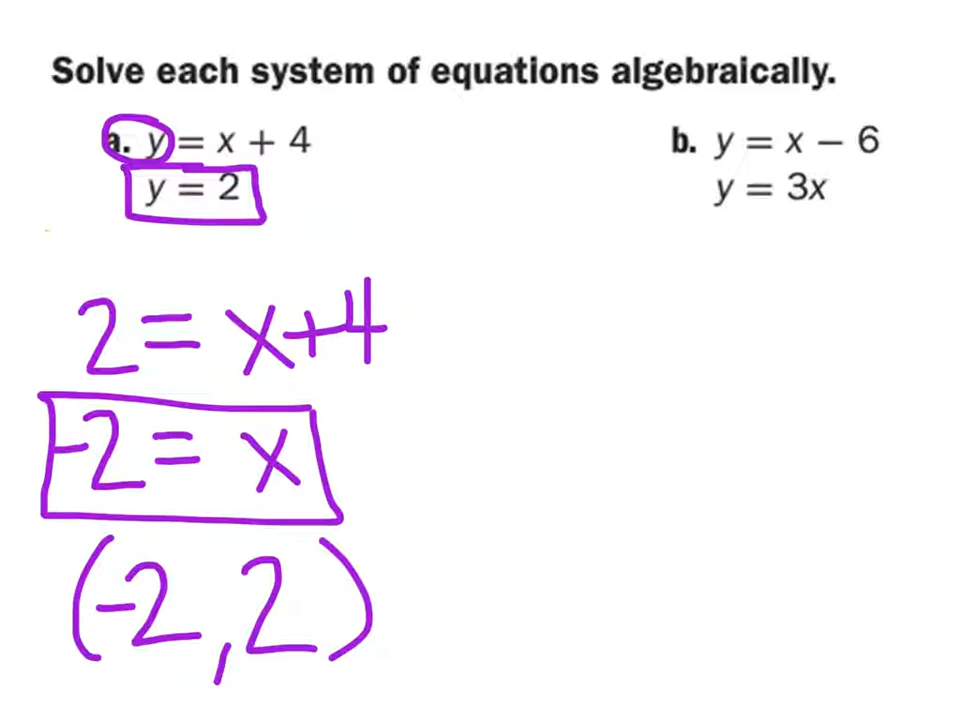 Solve each system of equations algebraically.
a. y = x + 4
y = 2
b. y = x − 6
y = 3x
2 = x+4
-2 = x
(-2, 2)